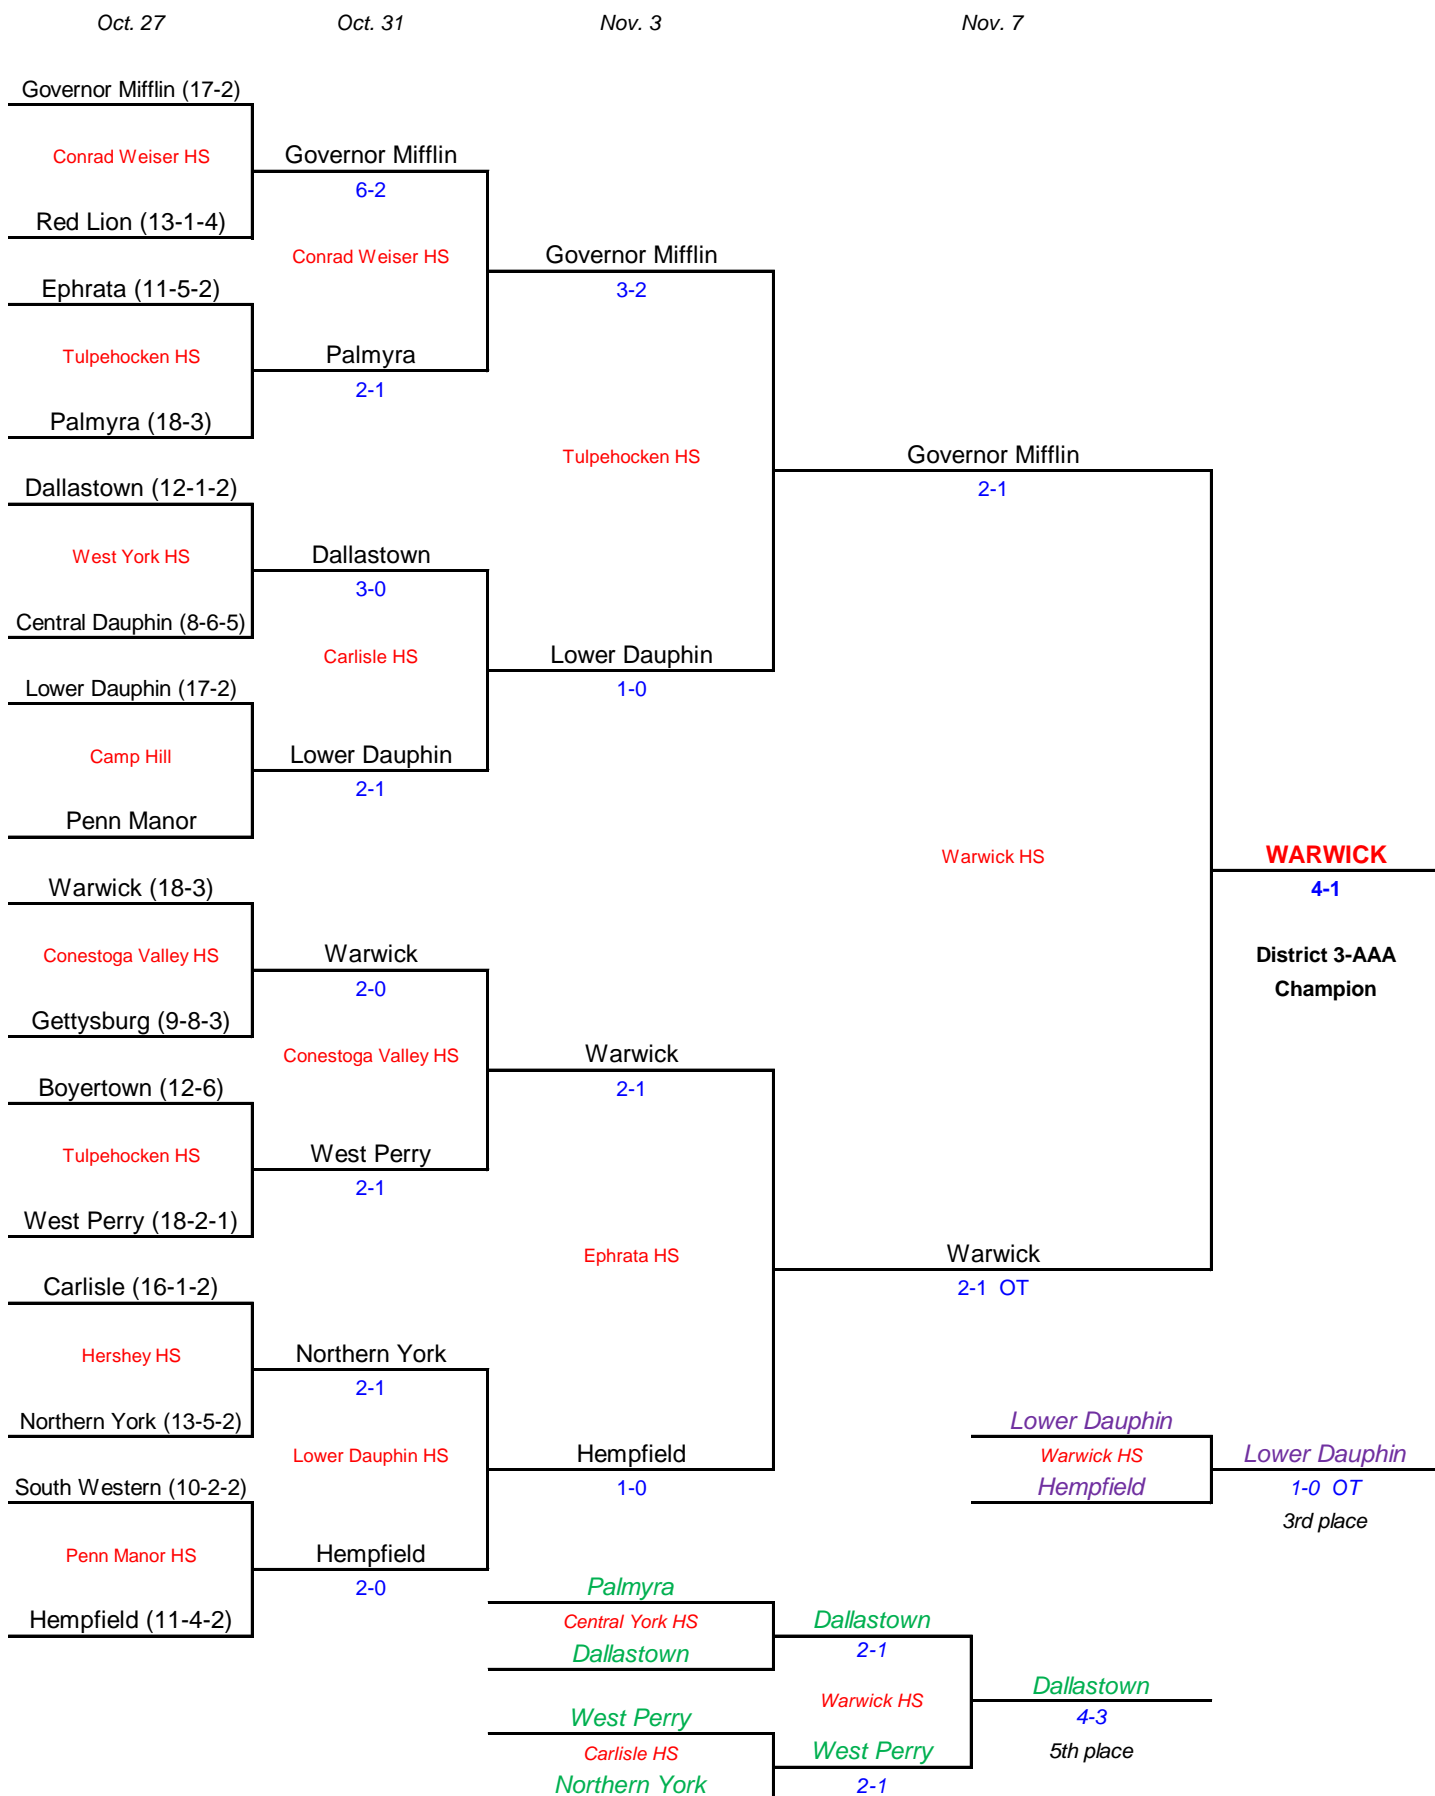 Oct. 27 Oct. 31 Nov. 3 Nov. 7
Governor Mifflin (17-2)
Conrad Weiser HS
Governor Mifflin
6-2
Red Lion (13-1-4)
Conrad Weiser HS
Governor Mifflin
3-2
Ephrata (11-5-2)
Tulpehocken HS
Palmyra
2-1
Palmyra (18-3)
Tulpehocken HS
Governor Mifflin
2-1
Dallastown (12-1-2)
West York HS
Dallastown
3-0
Central Dauphin (8-6-5)
Carlisle HS
Lower Dauphin
1-0
Lower Dauphin (17-2)
Camp Hill
Lower Dauphin
2-1
Penn Manor
Warwick HS
WARWICK
4-1
District 3-AAA
Champion
Warwick (18-3)
Conestoga Valley HS
Warwick
2-0
Gettysburg (9-8-3)
Conestoga Valley HS
Warwick
2-1
Boyertown (12-6)
Tulpehocken HS
West Perry
2-1
West Perry (18-2-1)
Ephrata HS
Warwick
2-1 OT
Carlisle (16-1-2)
Hershey HS
Northern York
2-1
Northern York (13-5-2)
Lower Dauphin HS
Hempfield
1-0
South Western (10-2-2)
Penn Manor HS
Hempfield
2-0
Hempfield (11-4-2)
Lower Dauphin
Warwick HS
Hempfield
Lower Dauphin
1-0 OT
3rd place
Palmyra
Central York HS
Dallastown
Dallastown
2-1
Warwick HS
Dallastown
4-3
5th place
West Perry
Carlisle HS
Northern York
West Perry
2-1